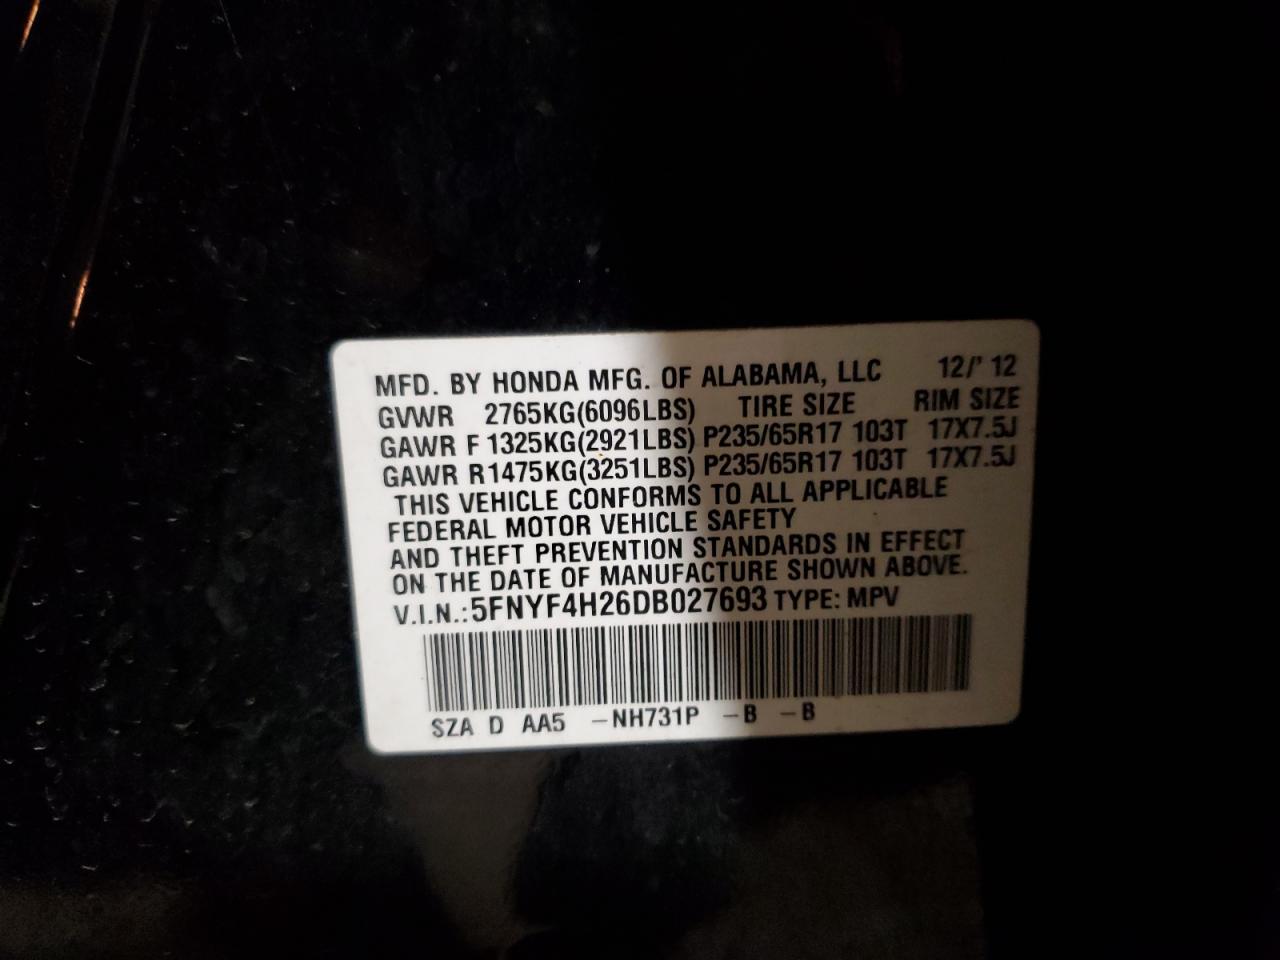 MFD. BY HONDA MFG. OF ALABAMA, LLC 12/' 12
GVWR 2765KG(6096LBS) TIRE SIZE RIM SIZE
GAWR F 1325KG(2921LBS) P235/65R17 103T 17X7.5J
GAWR R1475KG(3251LBS) P235/65R17 103T 17X7.5J
THIS VEHICLE CONFORMS TO ALL APPLICABLE
FEDERAL MOTOR VEHICLE SAFETY
AND THEFT PREVENTION STANDARDS IN EFFECT
ON THE DATE OF MANUFACTURE SHOWN ABOVE.
V.I.N.:5FNYF4H26DB027693 TYPE: MPV
SZA D AA5 -NH731P -B -B